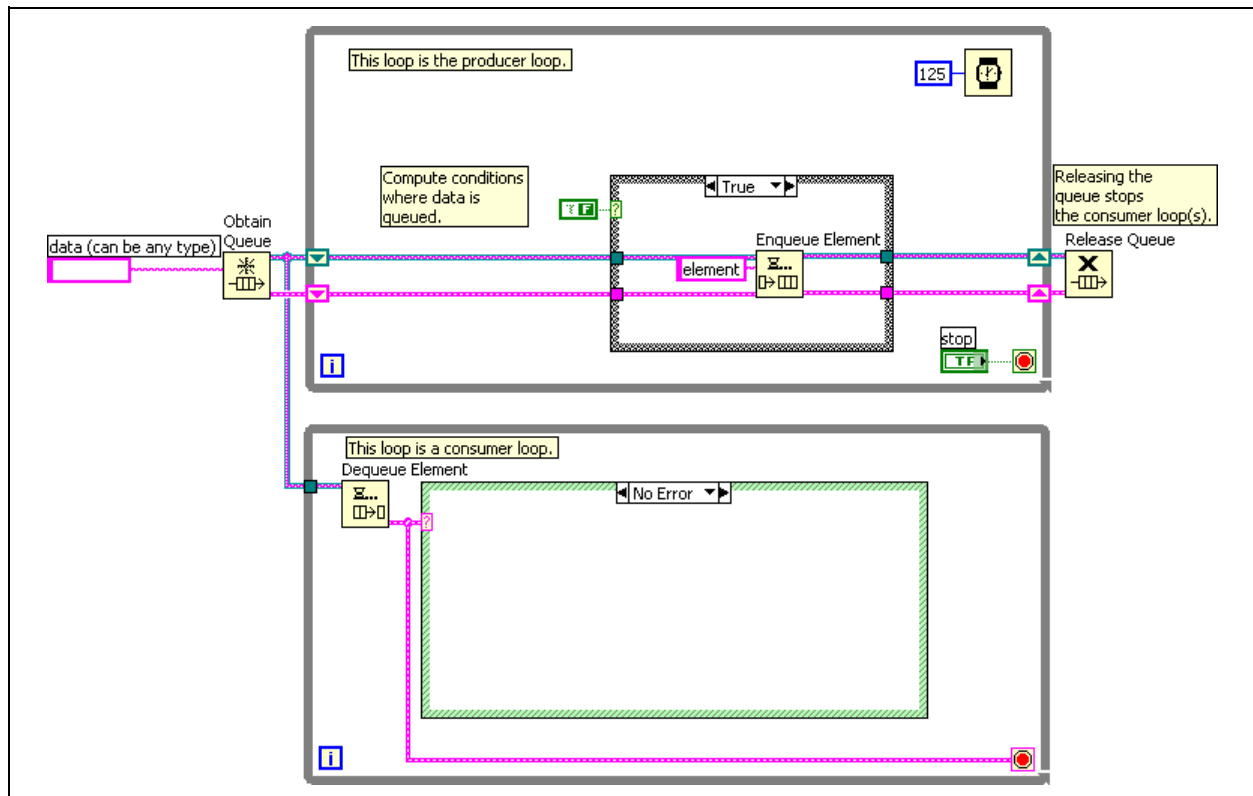 This loop is the producer loop.
125
Compute conditions
where data is
queued.
True
?
F
?
Releasing the
queue stops
the consumer loop(s).
Obtain
Queue
data (can be any type)
Enqueue Element
element
Release Queue
stop
TF
i
This loop is a consumer loop.
Dequeue Element
No Error
?
i